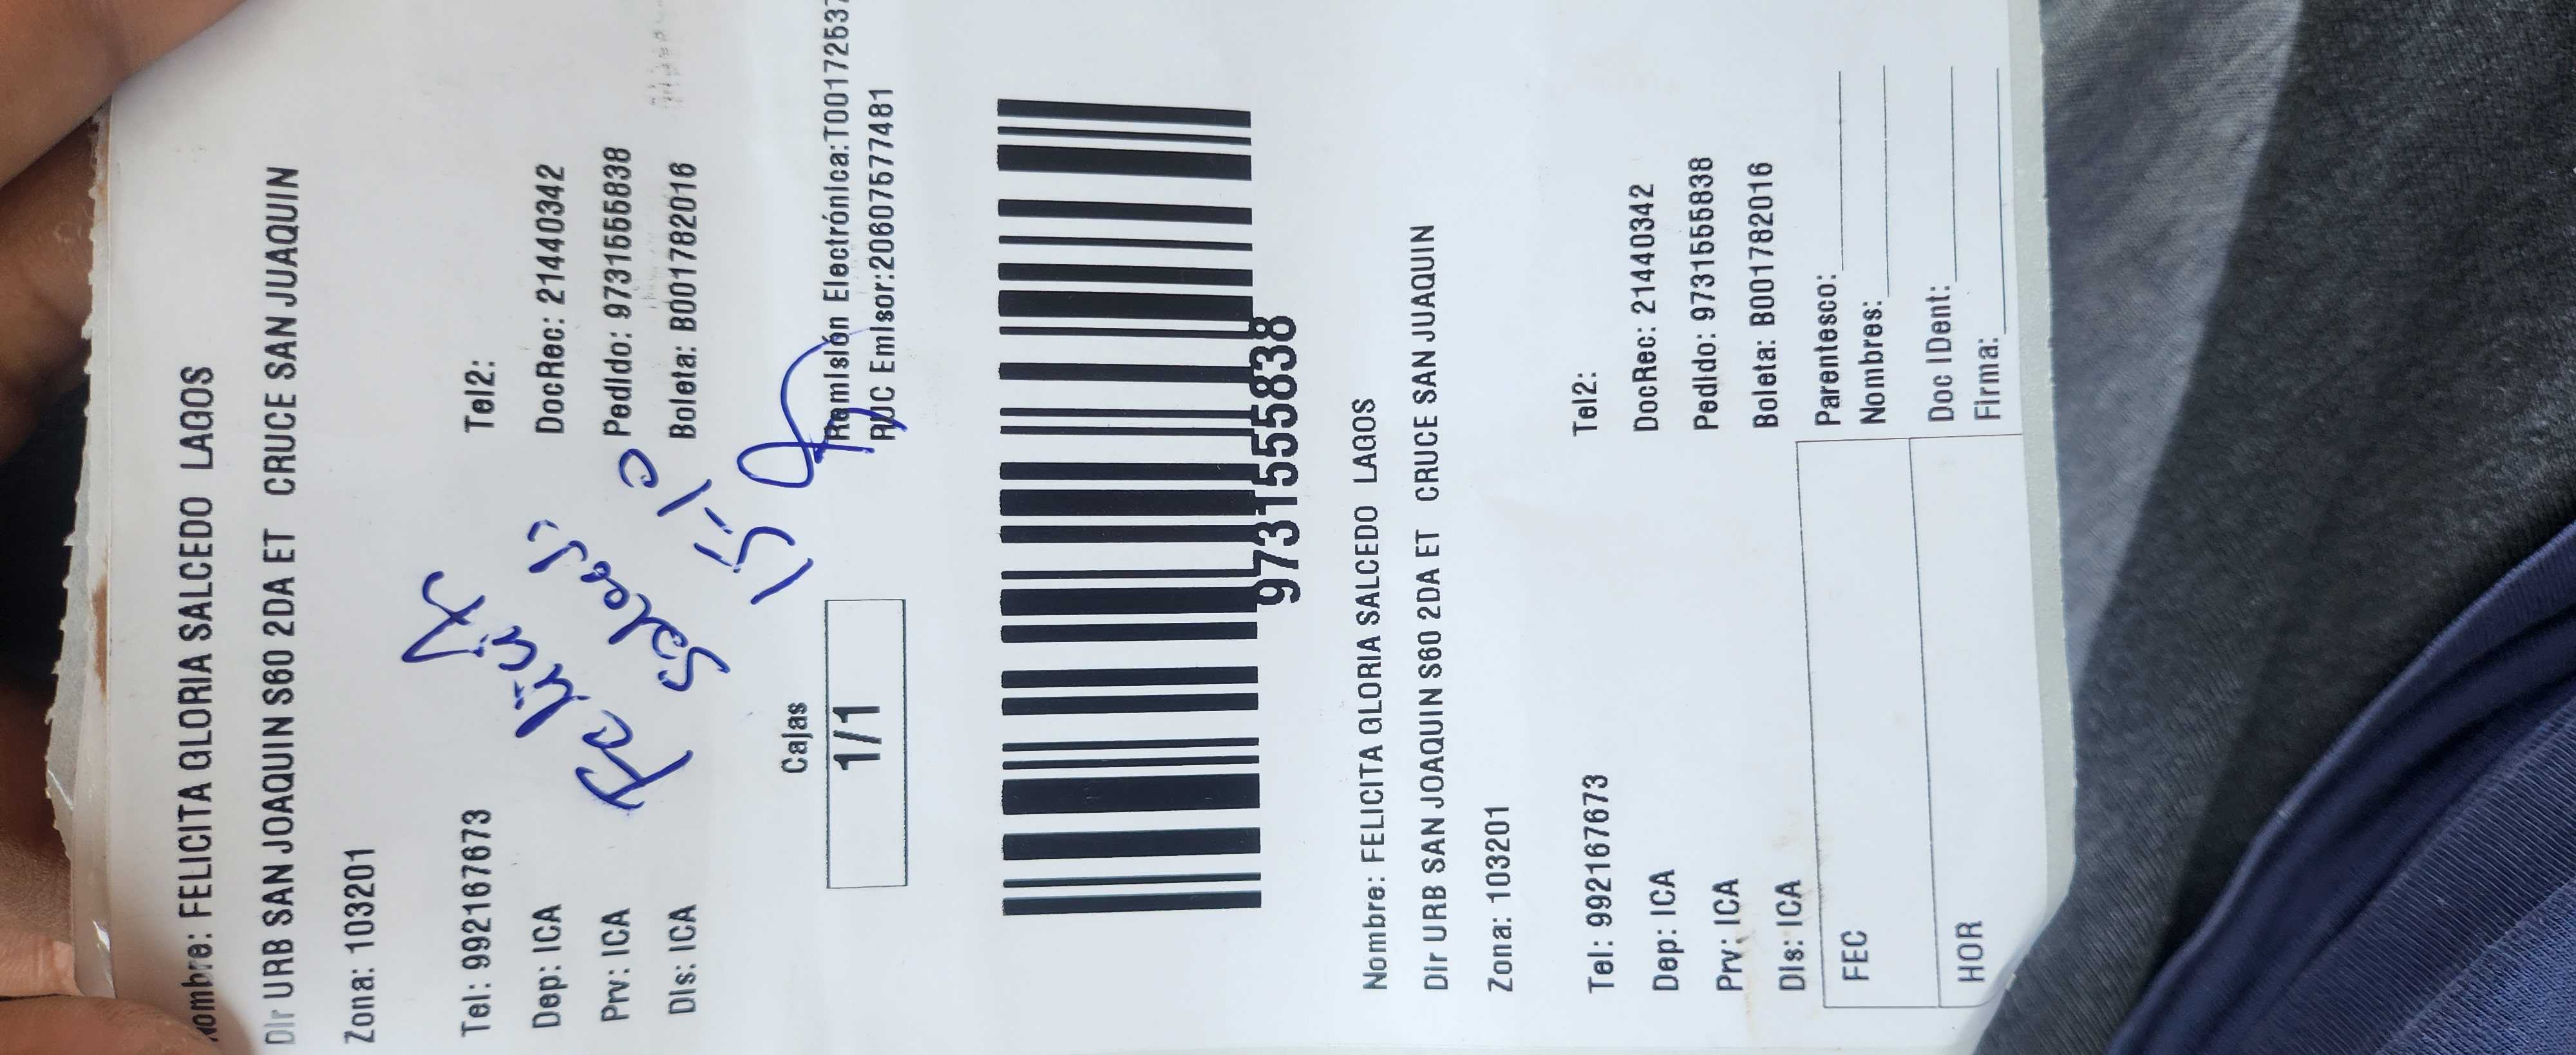 Nombre: FELICITA GLORIA SALCEDO LAGOS
Dir URB SAN JOAQUIN S60 2DA ET CRUCE SAN JUAQUIN
Zona: 103201
Tel: 992167673 Tel2:
Dep: ICA DocRec: 21440342
Prv: ICA Pedido: 9731555838
Dis: ICA Boleta: B001782016
Felicit
Salcedo
15-10
Cajas
1/1
Remisión Electrónica:T00172537
RUC Emisor:20607577481
9731555838
Nombre: FELICITA GLORIA SALCEDO LAGOS
Dir URB SAN JOAQUIN S60 2DA ET CRUCE SAN JUAQUIN
Zona: 103201
Tel: 992167673 Tel2:
Dep: ICA DocRec: 21440342
Prv: ICA Pedido: 9731555838
Dis: ICA Boleta: B001782016
FEC Parentesco:
Nombres:
HOR Doc IDent:
Firma: